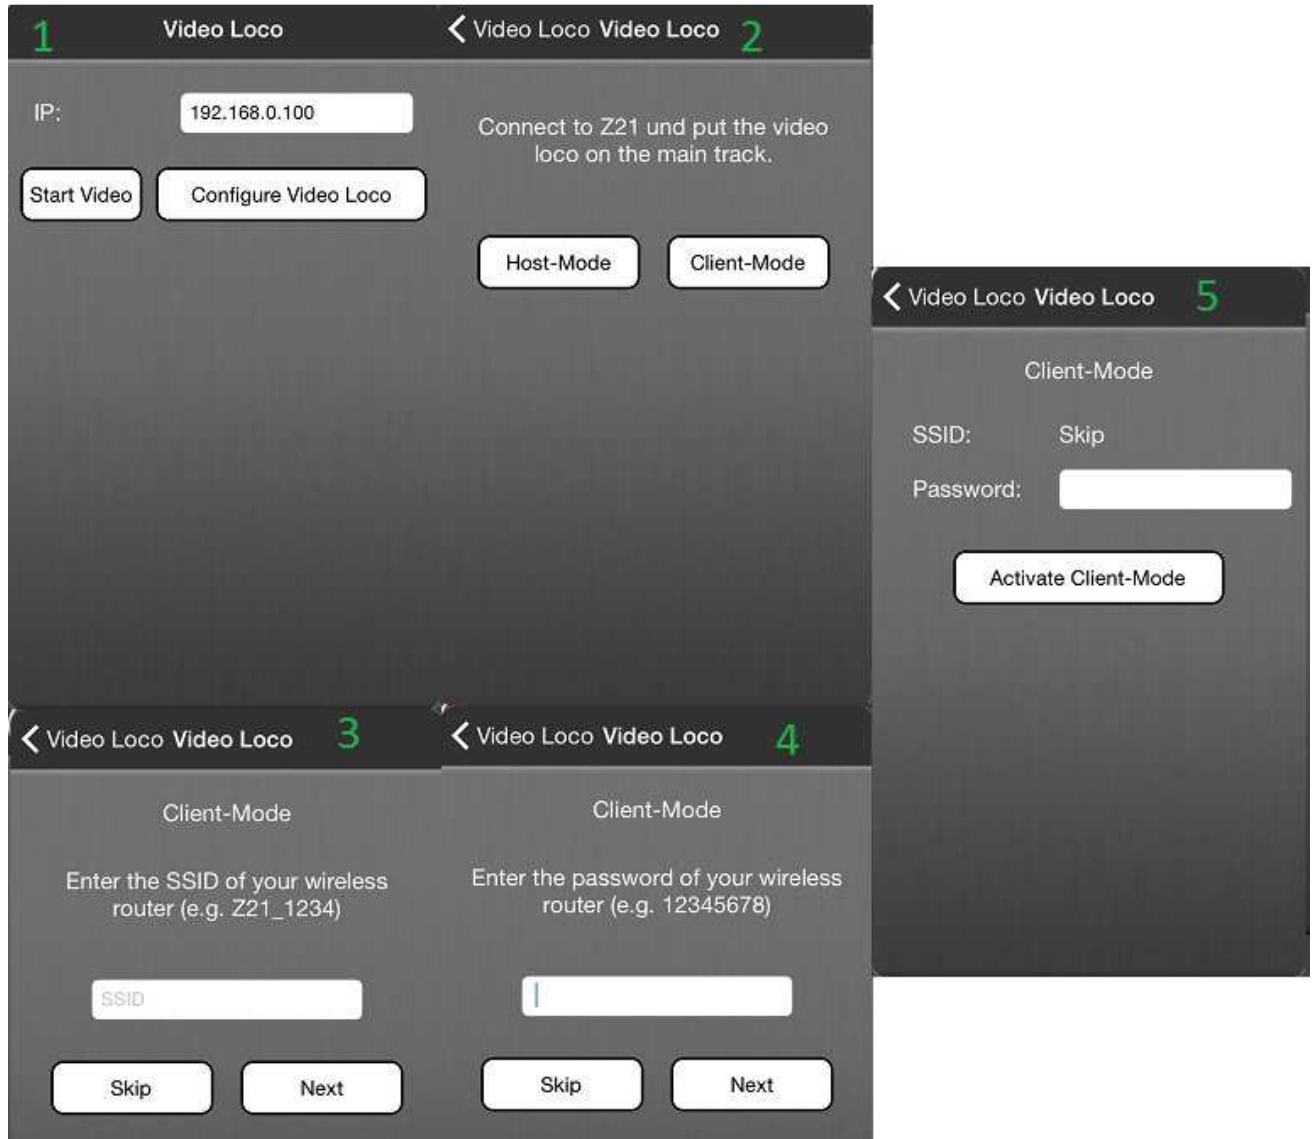 1
Video Loco
IP:
192.168.0.100
Start Video
Configure Video Loco
Video Loco Video Loco
2
Connect to Z21 und put the video
loco on the main track.
Host-Mode
Client-Mode
Video Loco Video Loco
3
Client-Mode
Enter the SSID of your wireless
router (e.g. Z21_1234)
SSID
Skip
Next
Video Loco Video Loco
4
Client-Mode
Enter the password of your wireless
router (e.g. 12345678)
Skip
Next
Video Loco Video Loco
5
Client-Mode
SSID:
Skip
Password:
Activate Client-Mode